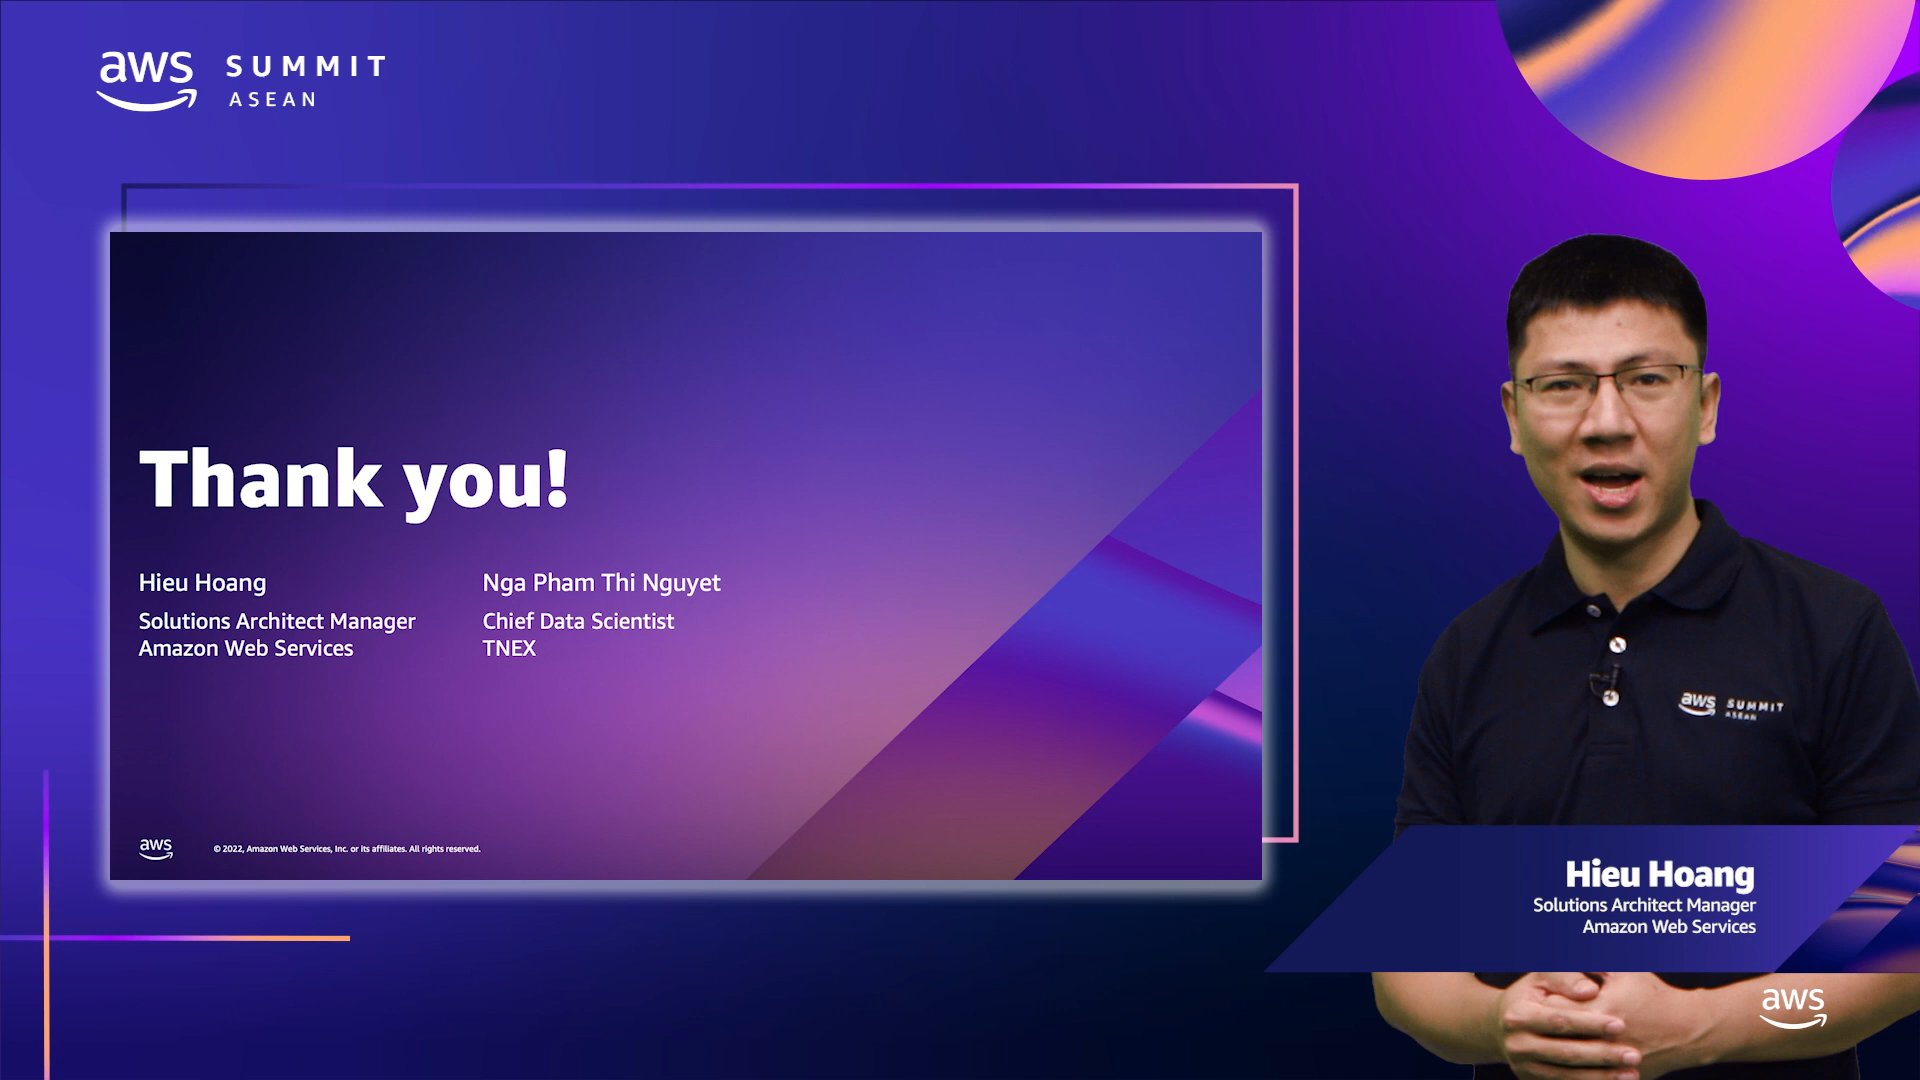 aws SUMMIT
ASEAN
Thank you!
Hieu Hoang
Solutions Architect Manager
Amazon Web Services
Nga Pham Thi Nguyet
Chief Data Scientist
TNEX
aws
© 2022, Amazon Web Services, Inc. or its affiliates. All rights reserved.
aws SUMMIT
ASEAN
Hieu Hoang
Solutions Architect Manager
Amazon Web Services
aws